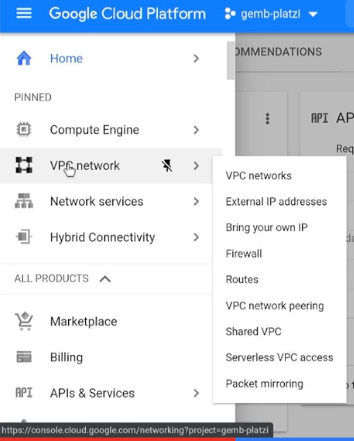 Google Cloud Platform
gemb-platzi
Home
OMMENDATIONS
PINNED
Compute Engine
API AP
VPC network
Req
VPC networks
Network services
External IP addresses
Bring your own IP
Hybrid Connectivity
Firewall
ALL PRODUCTS
Routes
VPC network peering
Marketplace
Shared VPC
Billing
Serverless VPC access
API APIs & Services
Packet mirroring
https://console.cloud.google.com/networking?project=gemb-platzi